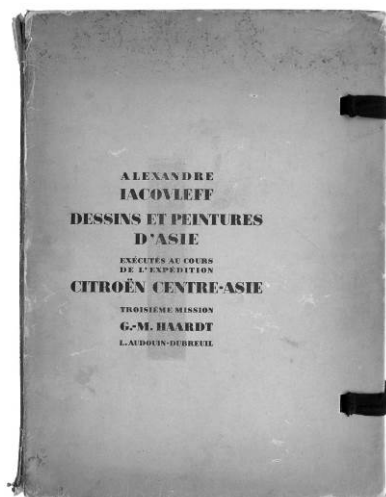 ALEXANDRE
IACOVLEFF
DESSINS ET PEINTURES
D'ASIE
EXÉCUTÉS AU COURS
DE L'EXPÉDITION
CITROËN CENTRE-ASIE
TROISIÈME MISSION
G.-M. HAARDT
L. AUDOUIN-DUBREUIL